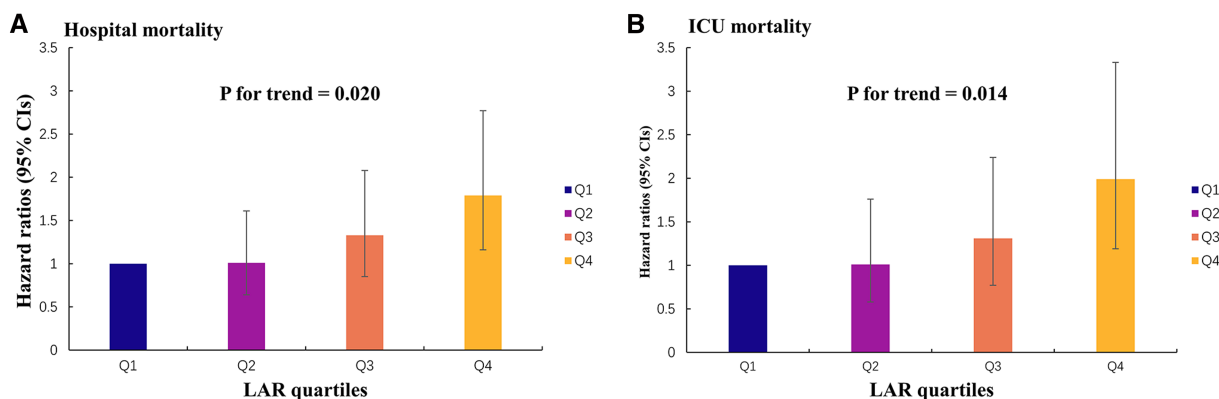 A
Hospital mortality
P for trend = 0.020
Hazard ratios (95% CIs)
3.5
3
2.5
2
1.5
1
0.5
0
Q1 Q2 Q3 Q4
LAR quartiles
Q1
Q2
Q3
Q4
B
ICU mortality
P for trend = 0.014
Hazard ratios (95% CIs)
3.5
3
2.5
2
1.5
1
0.5
0
Q1 Q2 Q3 Q4
LAR quartiles
Q1
Q2
Q3
Q4